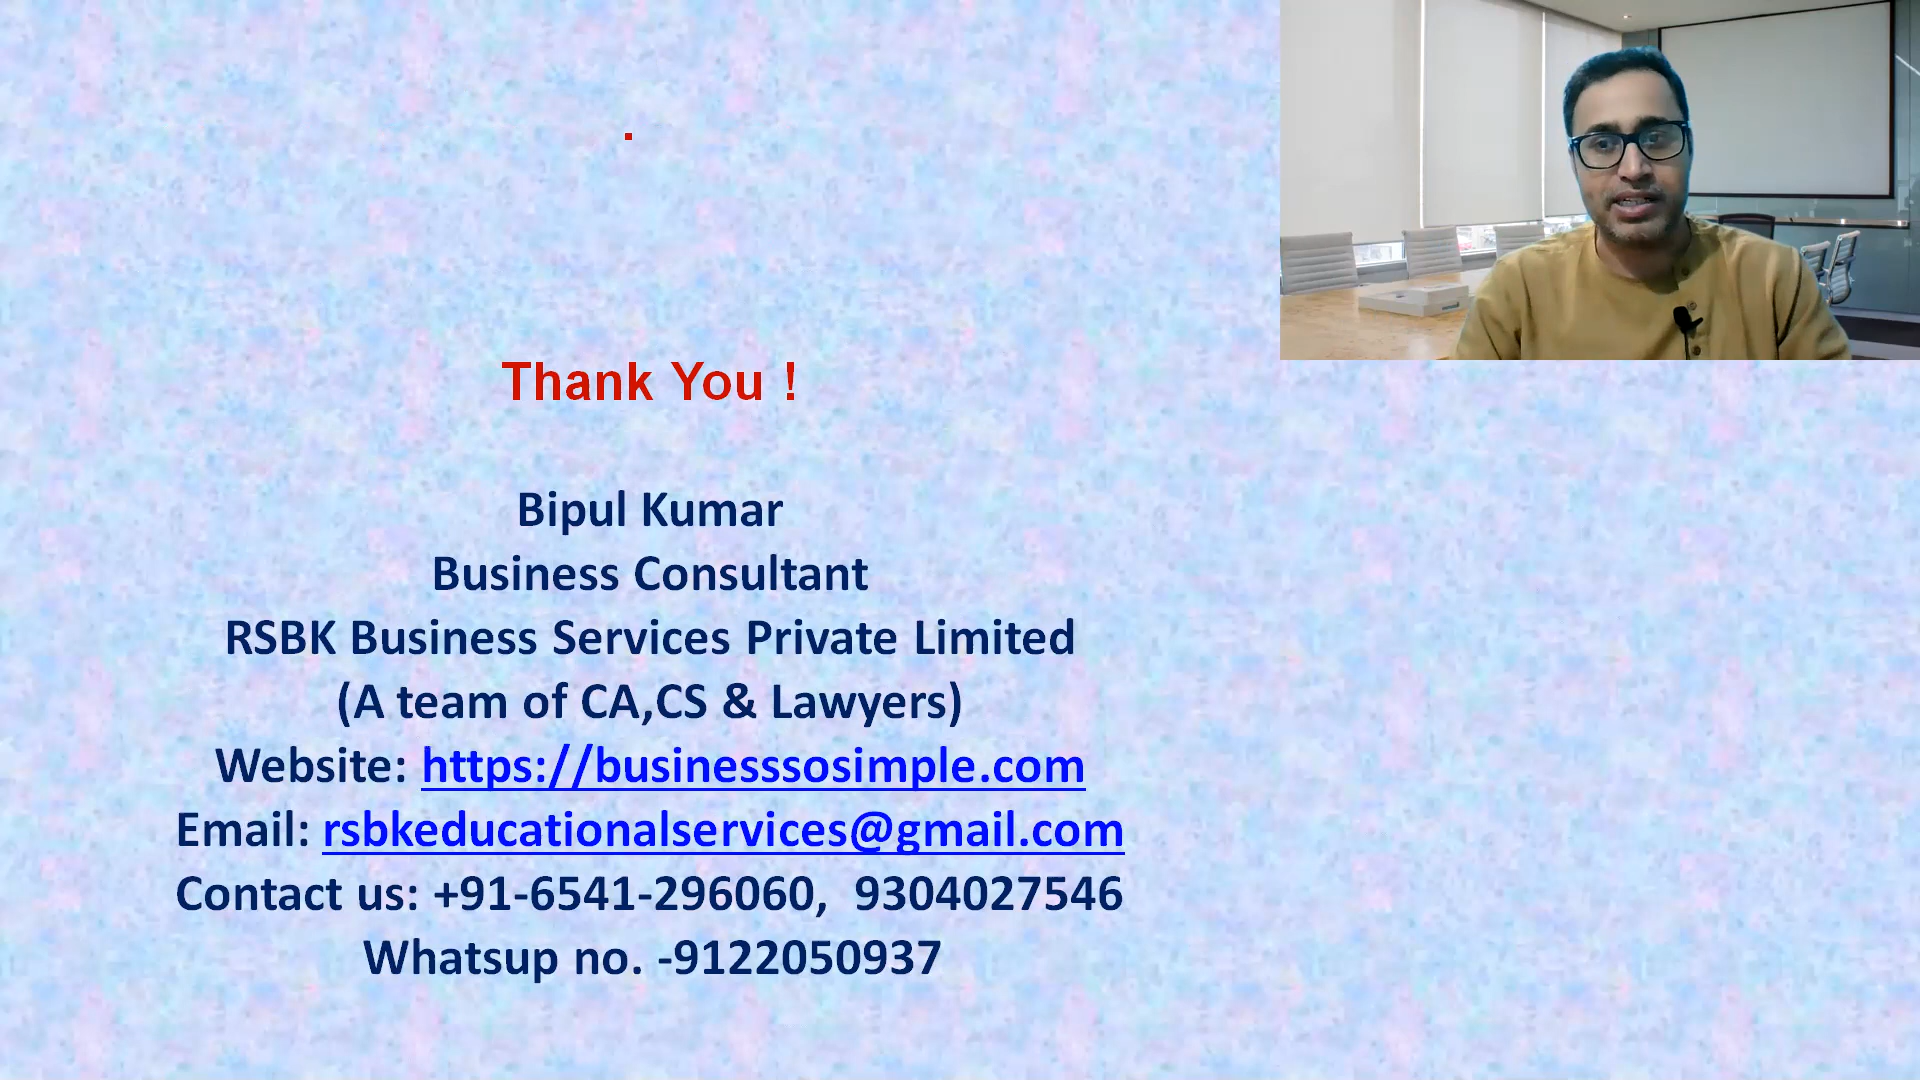 .
Thank You !
Bipul Kumar
Business Consultant
RSBK Business Services Private Limited
(A team of CA,CS & Lawyers)
Website: https://businesssosimple.com
Email: rsbkeducationalservices@gmail.com
Contact us: +91-6541-296060,  9304027546
Whatsup no. -9122050937